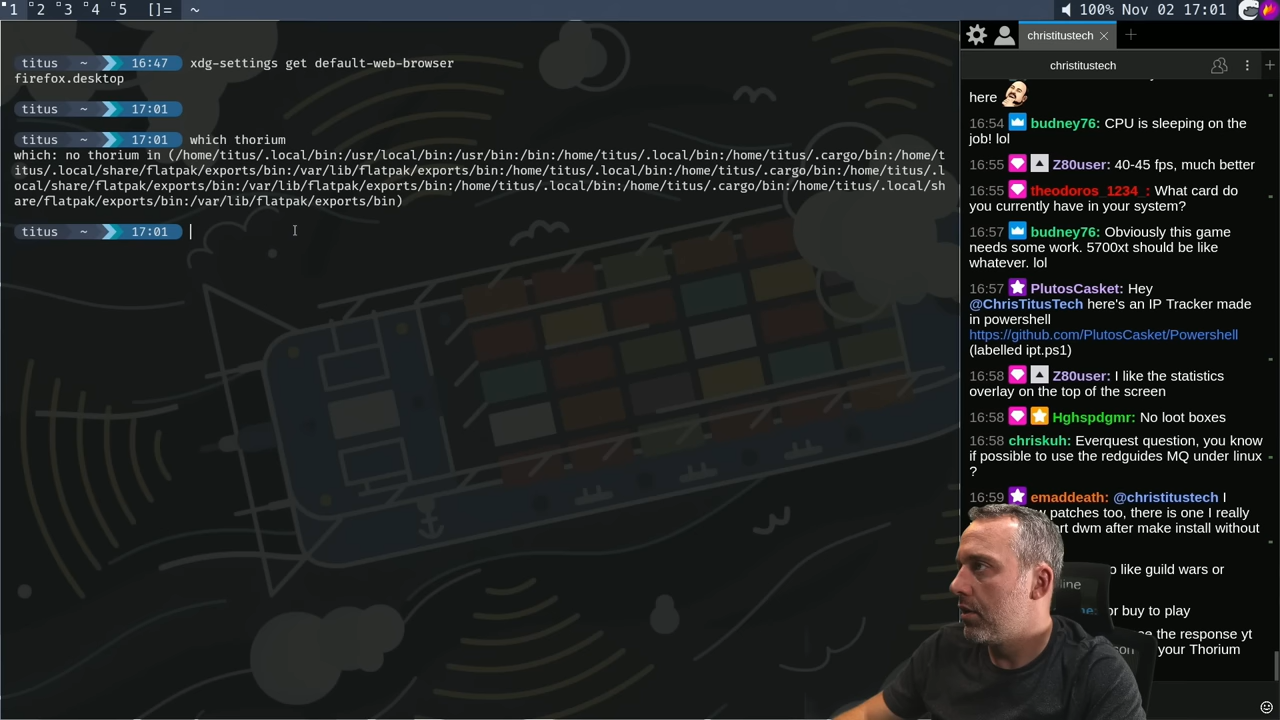 1 2 3 4 5 []= ~
100% Nov 02 17:01
titus ~ 16:47 xdg-settings get default-web-browser
firefox.desktop
titus ~ 17:01
titus ~ 17:01 which thorium
which: no thorium in (/home/titus/.local/bin:/usr/local/bin:/usr/bin:/bin:/home/titus/.local/bin:/home/titus/.cargo/bin:/home/t
itus/.local/share/flatpak/exports/bin:/var/lib/flatpak/exports/bin:/home/titus/.local/bin:/home/titus/.cargo/bin:/home/titus/.l
ocal/share/flatpak/exports/bin:/var/lib/flatpak/exports/bin:/home/titus/.local/bin:/home/titus/.cargo/bin:/home/titus/.local/sh
are/flatpak/exports/bin:/var/lib/flatpak/exports/bin)
titus ~ 17:01
christitustech
christitustech
here
16:54 budney76: CPU is sleeping on the
job! lol
16:55 Z80user: 40-45 fps, much better
16:55 theodoros_1234_: What card do
you currently have in your system?
16:57 budney76: Obviously this game
needs some work. 5700xt should be like
whatever. lol
16:57 PlutosCasket: Hey
@ChrisTitusTech here's an IP Tracker made
in powershell
https://github.com/PlutosCasket/Powershell
(labelled ipt.ps1)
16:58 Z80user: I like the statistics
overlay on the top of the screen
16:58 Hghspdgmr: No loot boxes
16:58 chriskuh: Everquest question, you know
if possible to use the redguides MQ under linux
?
16:59 emaddeath: @christitustech I
patches too, there is one I really
dwm after make install without
like guild wars or
or buy to play
the response yt
your Thorium